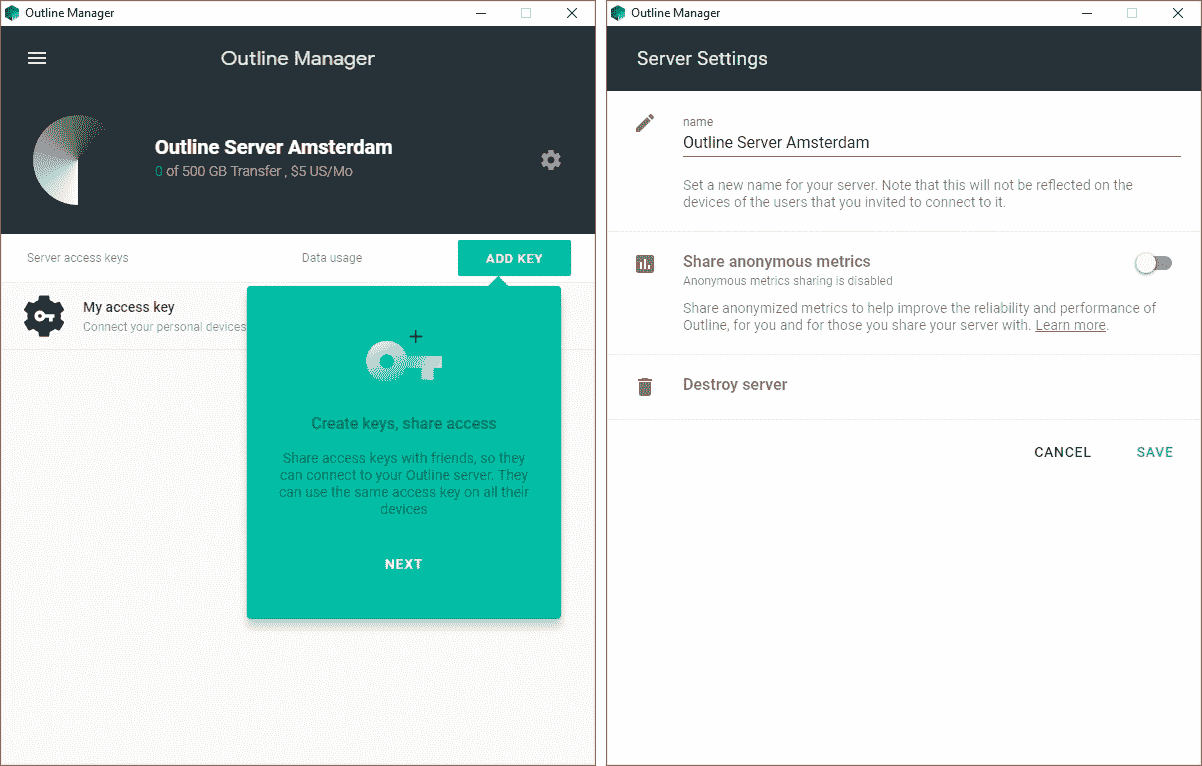 Outline Manager
Outline Manager
Outline Server Amsterdam
0 of 500 GB Transfer , $5 US/Mo
Server access keys
Data usage
ADD KEY
My access key
Connect your personal devices
Create keys, share access
Share access keys with friends, so they
can connect to your Outline server. They
can use the same access key on all their
devices
NEXT
Outline Manager
Server Settings
name
Outline Server Amsterdam
Set a new name for your server. Note that this will not be reflected on the
devices of the users that you invited to connect to it.
Share anonymous metrics
Anonymous metrics sharing is disabled
Share anonymized metrics to help improve the reliability and performance of
Outline, for you and for those you share your server with. Learn more.
Destroy server
CANCEL
SAVE